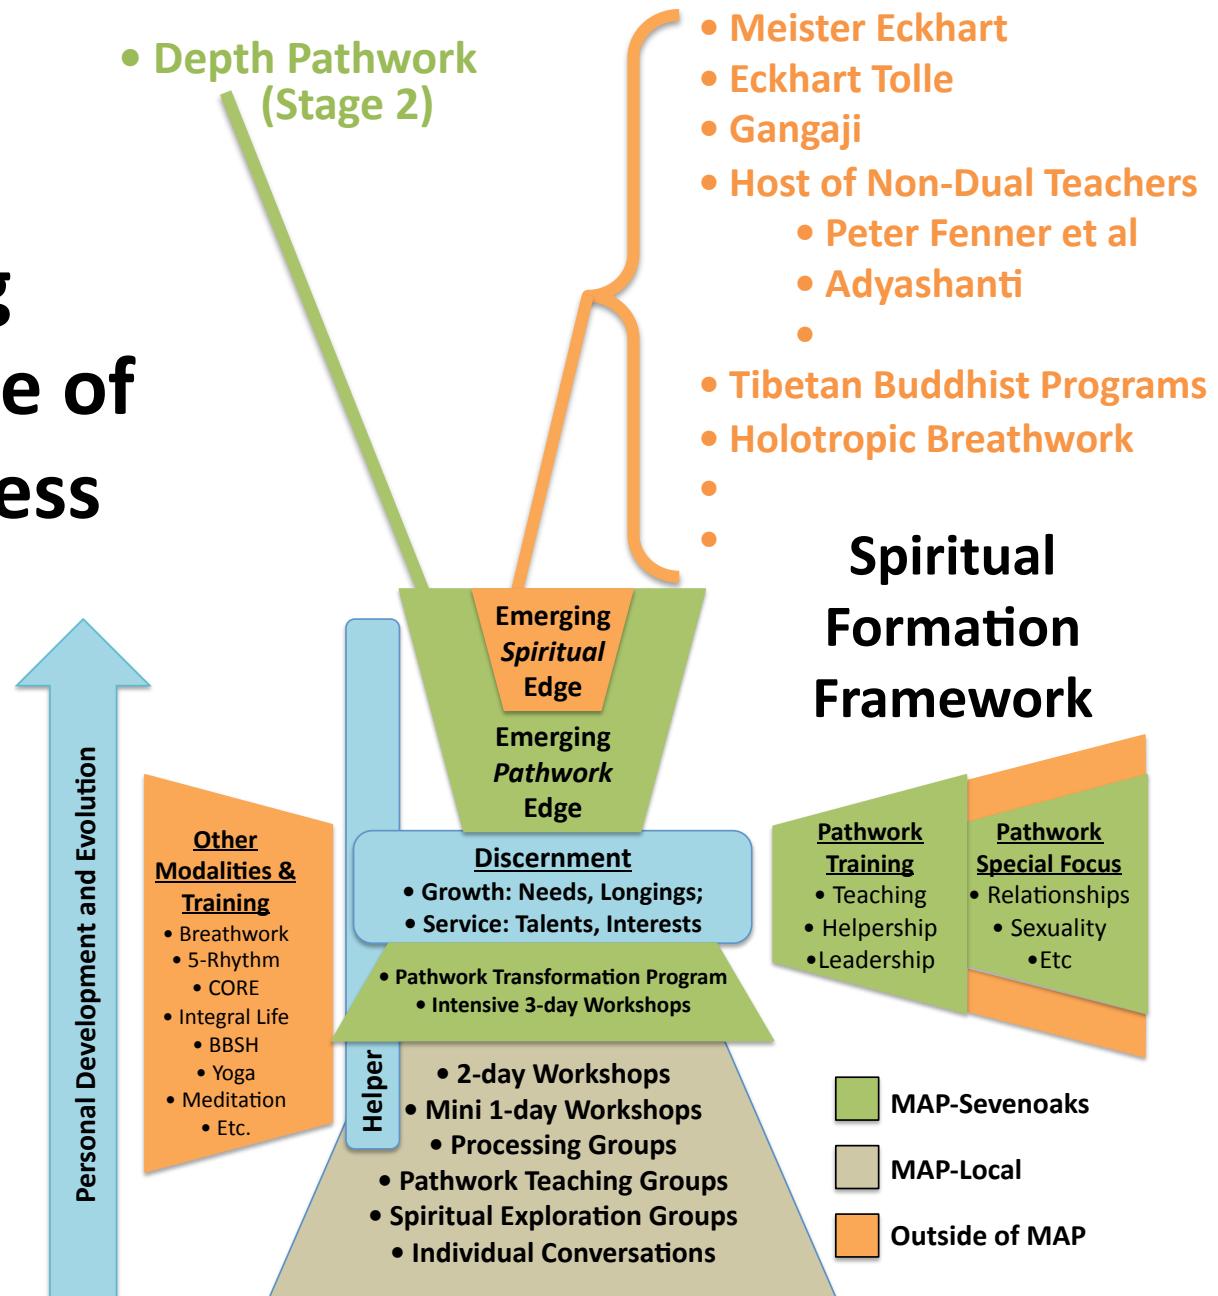 • Depth Pathwork
(Stage 2)
• Meister Eckhart
• Eckhart Tolle
• Gangaji
• Host of Non-Dual Teachers
• Peter Fenner et al
• Adyashanti
•
• Tibetan Buddhist Programs
• Holotropic Breathwork
•
•
g
e of
ess
Spiritual
Formation
Framework
Emerging
Spiritual
Edge
Emerging
Pathwork
Edge
Personal Development and Evolution
Other
Modalities &
Training
• Breathwork
• 5-Rhythm
• CORE
• Integral Life
• BBSH
• Yoga
• Meditation
• Etc.
Helper
Discernment
• Growth: Needs, Longings;
• Service: Talents, Interests
• Pathwork Transformation Program
• Intensive 3-day Workshops
• 2-day Workshops
• Mini 1-day Workshops
• Processing Groups
• Pathwork Teaching Groups
• Spiritual Exploration Groups
• Individual Conversations
Pathwork
Training
• Teaching
• Helpership
•Leadership
Pathwork
Special Focus
• Relationships
• Sexuality
•Etc
MAP-Sevenoaks
MAP-Local
Outside of MAP